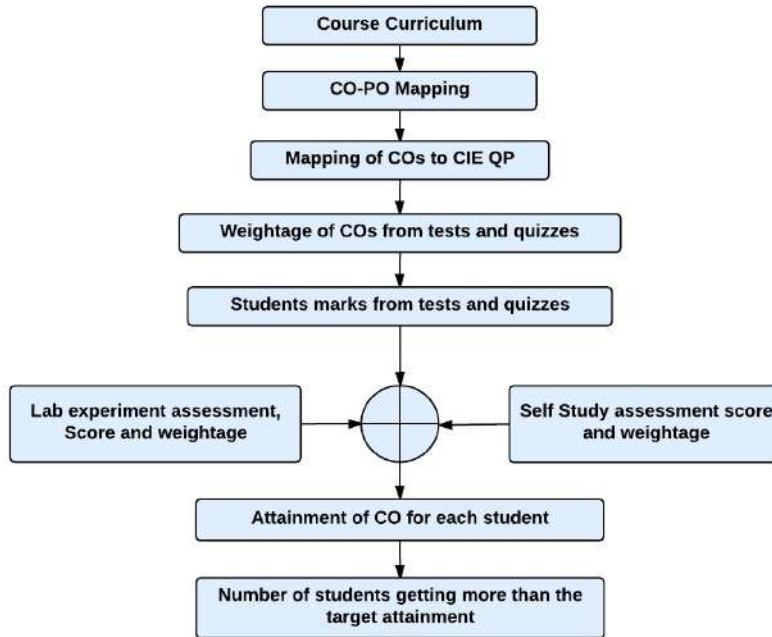 Course Curriculum
CO-PO Mapping
Mapping of COs to CIE QP
Weightage of COs from tests and quizzes
Students marks from tests and quizzes
Lab experiment assessment,
Score and weightage
Self Study assessment score
and weightage
Attainment of CO for each student
Number of students getting more than the
target attainment